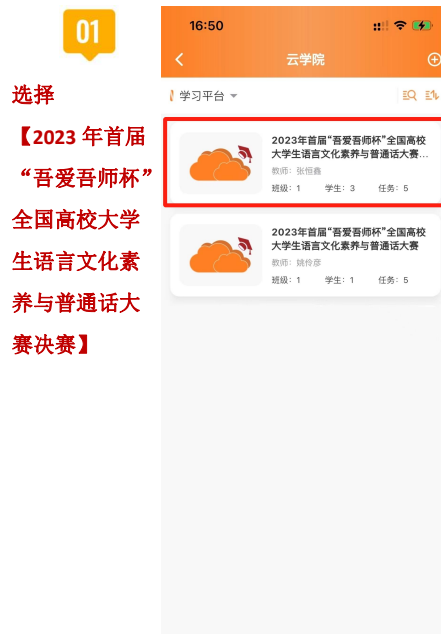 01
选择
【2023 年首届
“吾爱吾师杯”
全国高校大学
生语言文化素
养与普通话大
赛决赛】
16:50
云学院
学习平台
2023年首届“吾爱吾师杯”全国高校
大学生语言文化素养与普通话大赛...
教师：张恒鑫
班级：1 学生：3 任务：5
2023年首届“吾爱吾师杯”全国高校
大学生语言文化素养与普通话大赛
教师：姚伶彦
班级：1 学生：1 任务：5